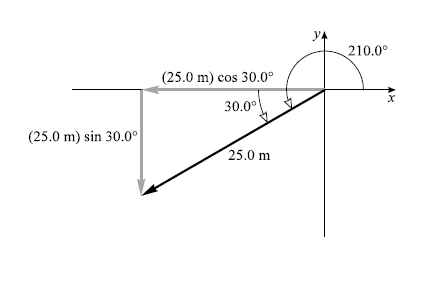 y
210.0°
(25.0 m) cos 30.0°
x
30.0°
(25.0 m) sin 30.0°
25.0 m